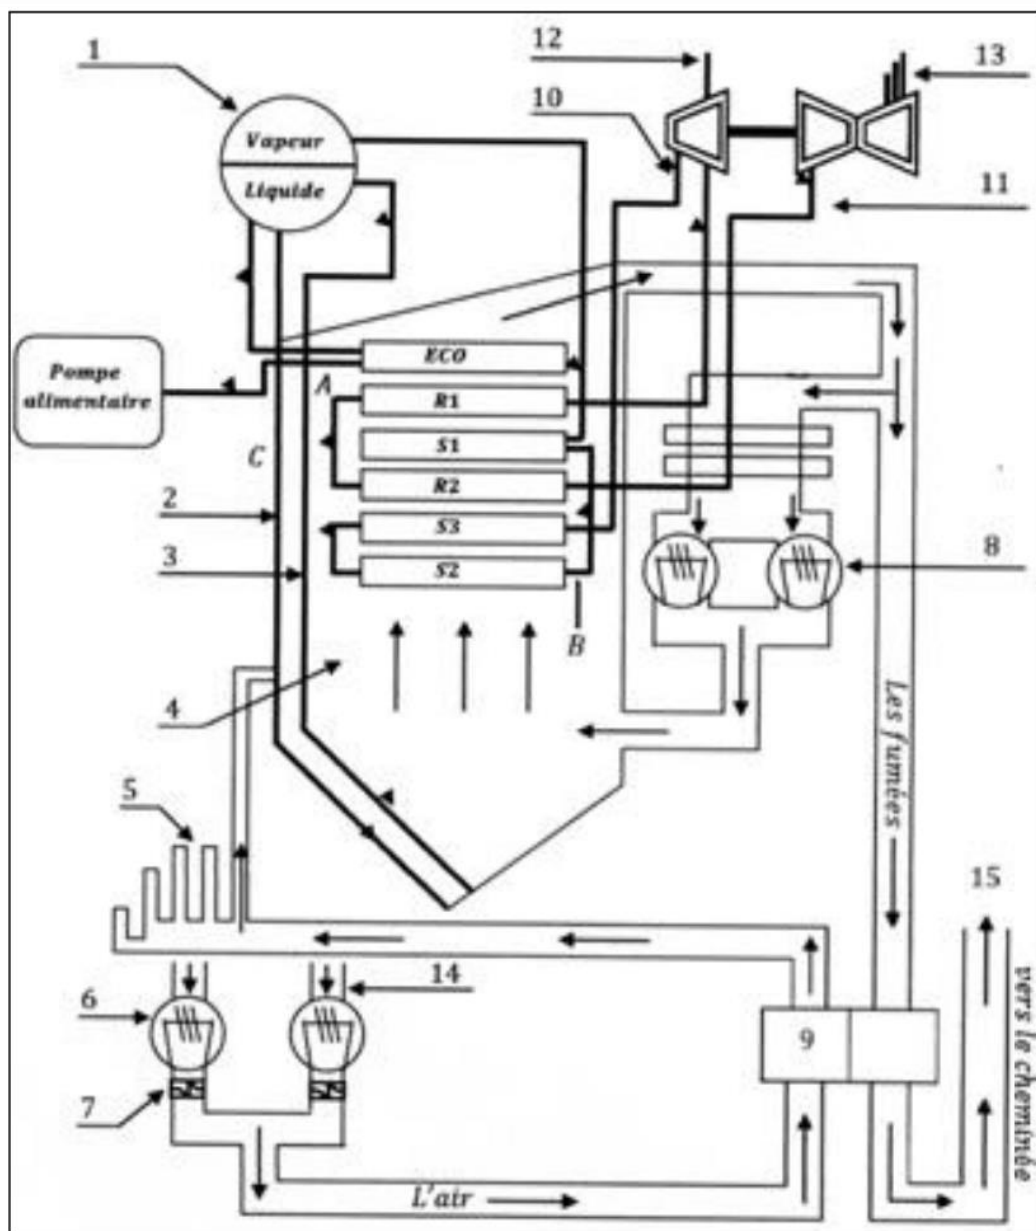 1
12
13
10
Vapeur
Liquide
11
Pompe
alimentaire
ECO
A
R1
S1
C
R2
2
S3
3
S2
8
B
4
Les fumées
5
15
14
6
9
7
L'air
vers le cheminée